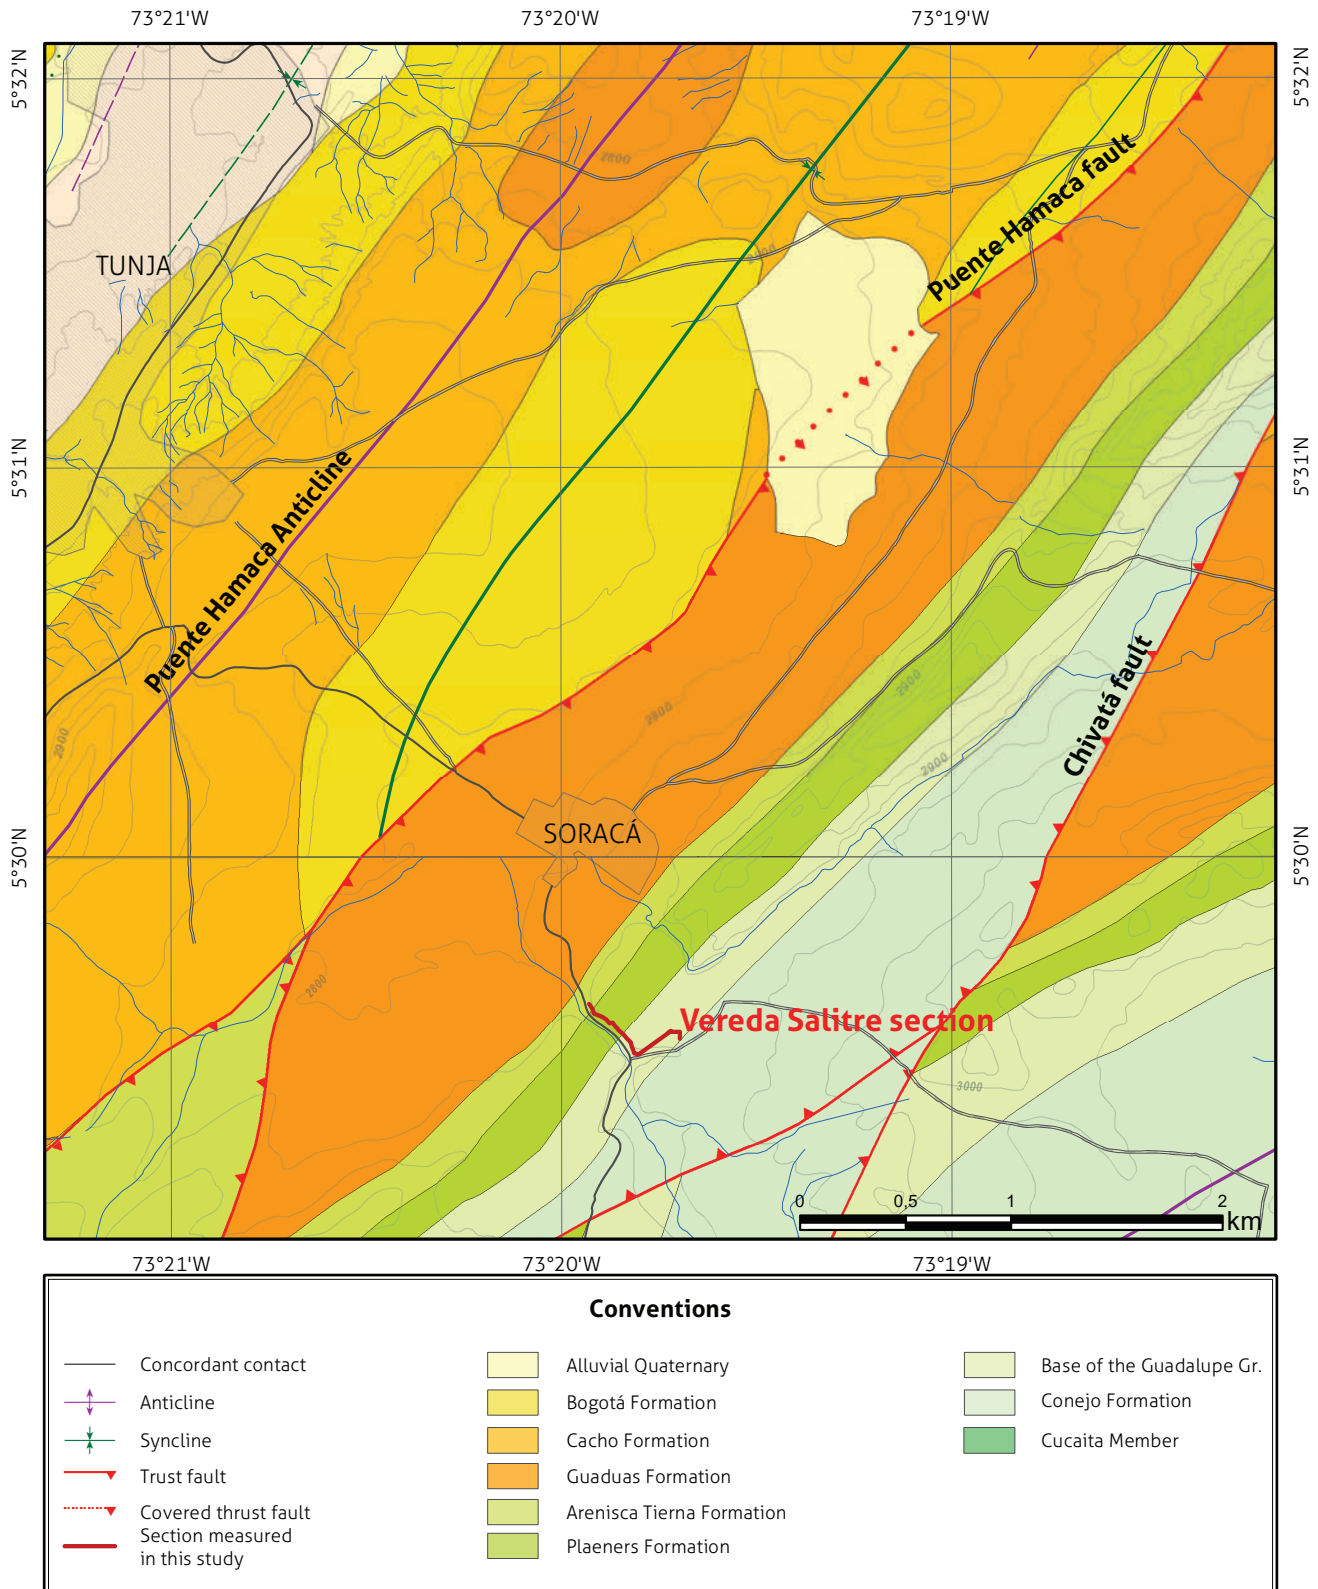 73°21'W
73°20'W
73°19'W
5°32'N
5°32'N
2800
Puente Hamaca fault
TUNJA
5°31'N
5°31'N
Puente Hamaca Anticline
2900
2800
2900
2900
Chivatá fault
SORACÁ
5°30'N
5°30'N
2800
Vereda Salitre section
3000
0
0,5
1
2
km
73°21'W
73°20'W
73°19'W
Conventions
Concordant contact
Anticline
Syncline
Trust fault
Covered thrust fault
Section measured
in this study
Alluvial Quaternary
Bogotá Formation
Cacho Formation
Guaduas Formation
Arenisca Tierna Formation
Plaeners Formation
Base of the Guadalupe Gr.
Conejo Formation
Cucaita Member